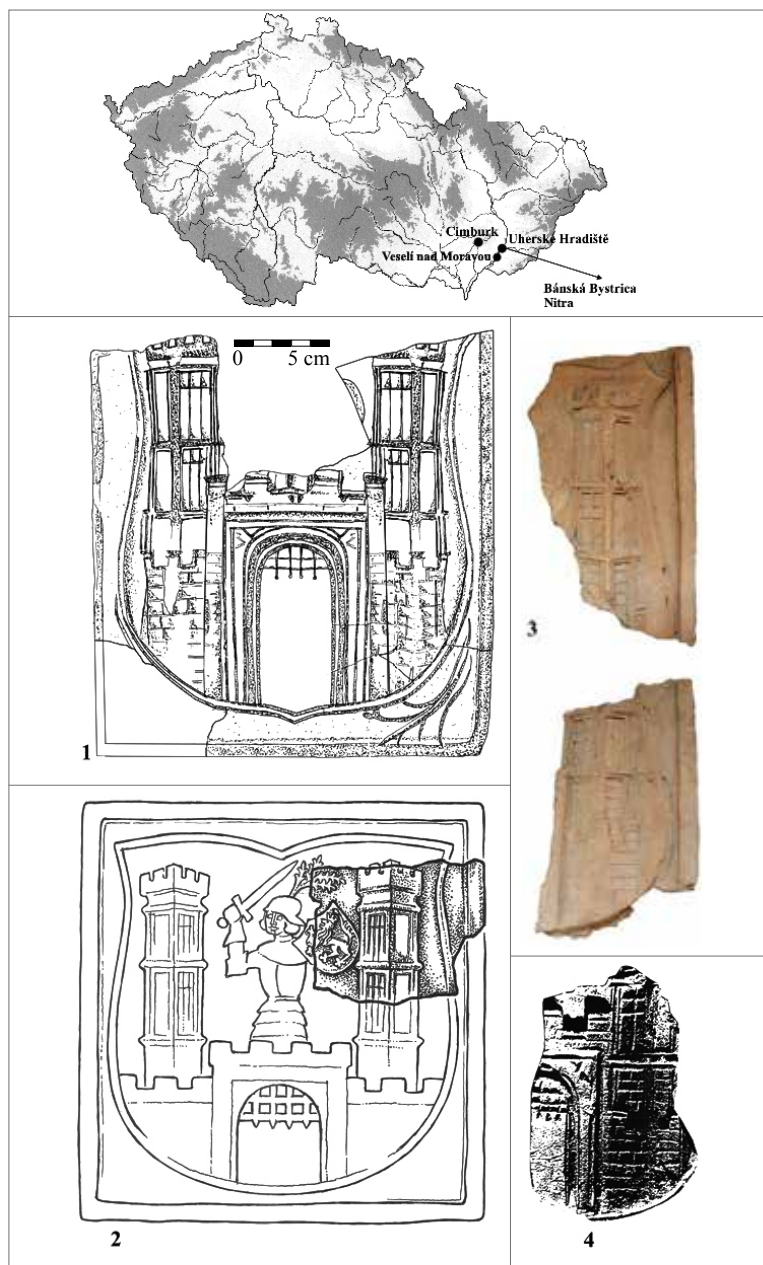 Cimburk
Uherské Hradiště
Veselí nad Moravou
Bánská Bystrica
Nitra
0 5 cm
1
3
2
4